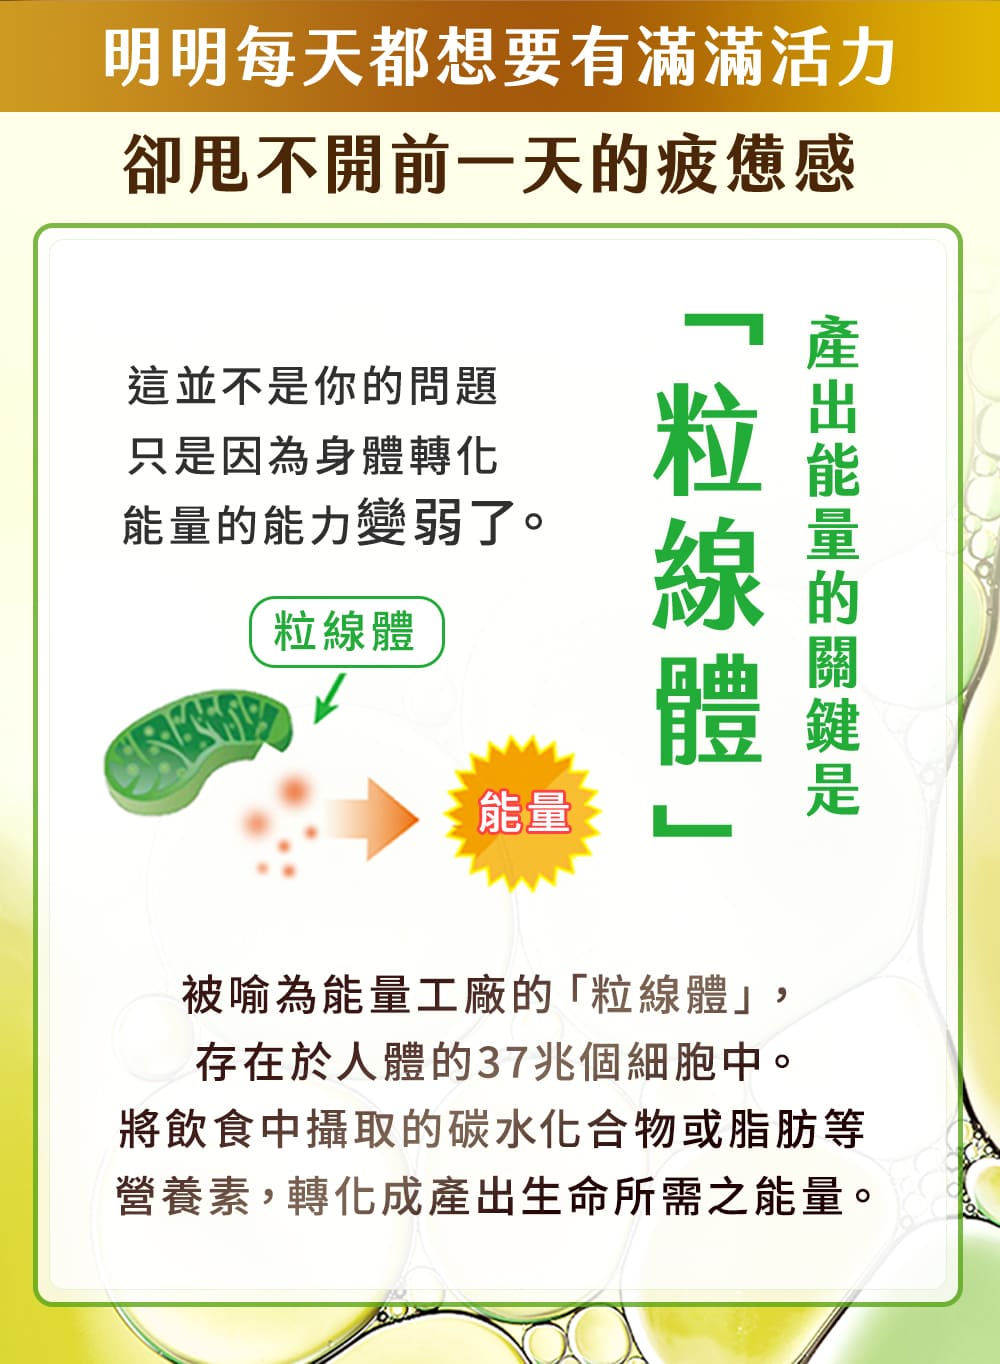 明明每天都想要有滿滿活力
卻甩不開前一天的疲憊感
產出能量的關鍵是
「粒線體」
這並不是你的問題
只是因為身體轉化
能量的能力變弱了。
粒線體
能量
被喻為能量工廠的「粒線體」，
存在於人體的37兆個細胞中。
將飲食中攝取的碳水化合物或脂肪等
營養素，轉化成產出生命所需之能量。